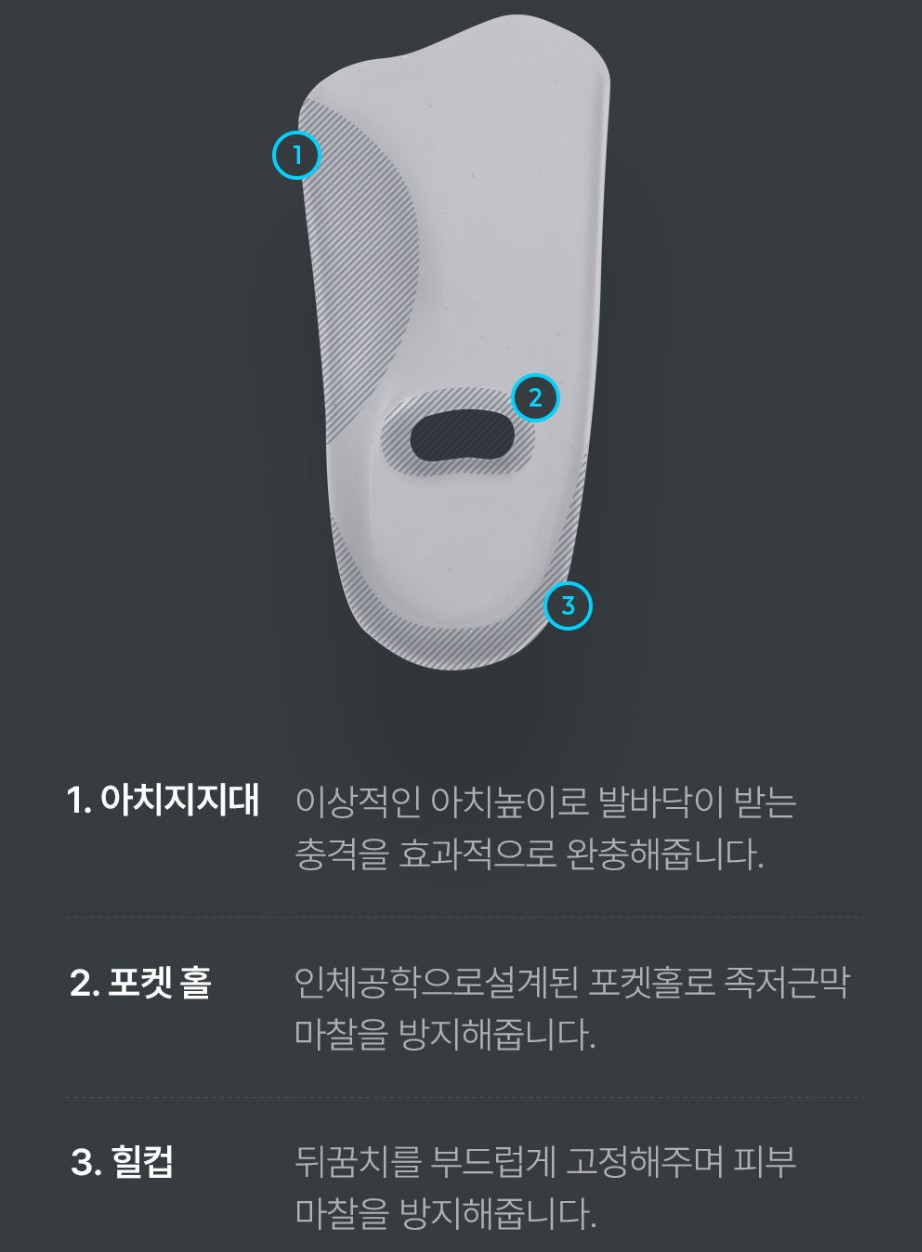 1
2
3
1. 아치지지대 이상적인 아치높이로 발바닥이 받는
충격을 효과적으로 완충해줍니다.
2. 포켓 홀 인체공학으로설계된 포켓홀로 족저근막
마찰을 방지해줍니다.
3. 힐컵 뒤꿈치를 부드럽게 고정해주며 피부
마찰을 방지해줍니다.